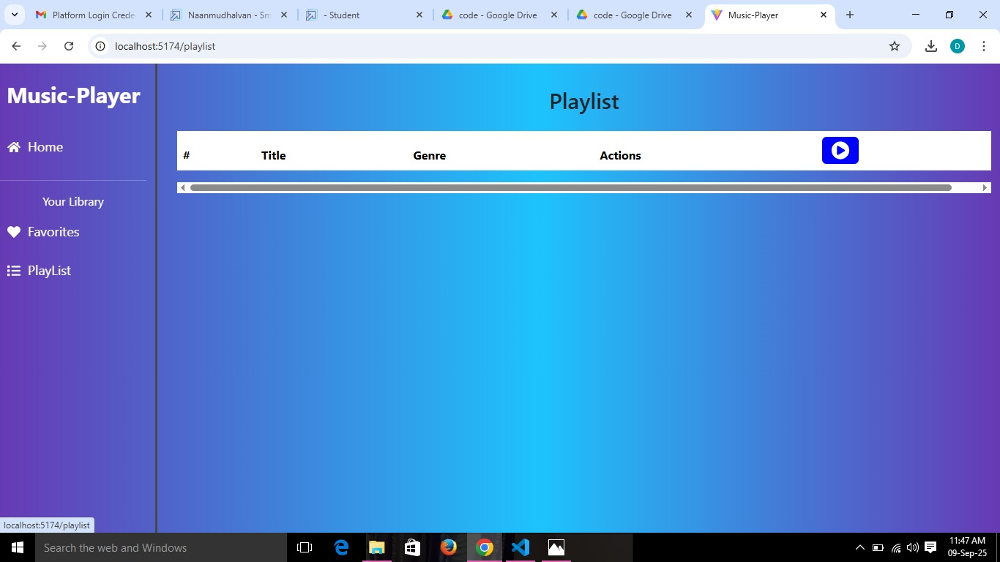 Platform Login Crede
Naanmudhalvan - Sm
- Student
code - Google Drive
code - Google Drive
Music-Player
localhost:5174/playlist
D
Music-Player
Home
Your Library
Favorites
PlayList
Playlist
# Title Genre Actions
localhost:5174/playlist
Search the web and Windows
11:47 AM
09-Sep-25